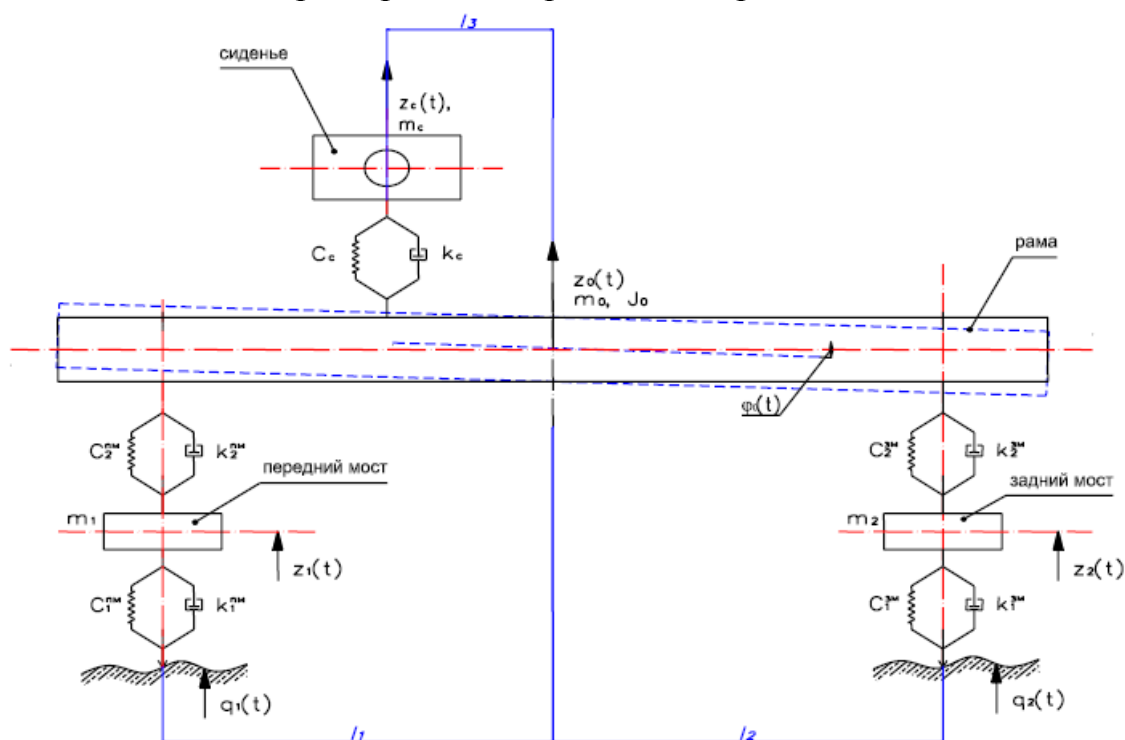 l3
сиденье
zc(t),
mc
Cc
kc
z0(t)
m0, J0
рама
φ0(t)
C2пм
k2пм
передний мост
m1
z1(t)
C1пм
k1пм
q1(t)
C2зм
k2зм
задний мост
m2
z2(t)
C1зм
k1зм
q2(t)
l1
l2